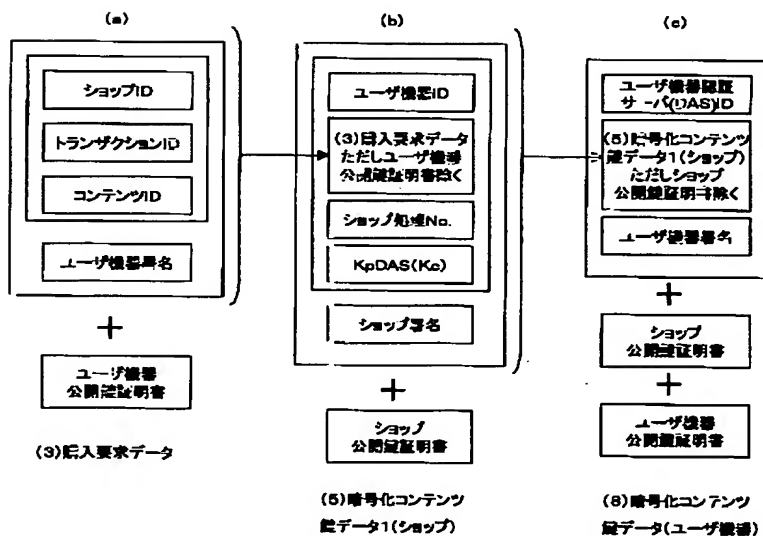 (a)
ショップID
トランザクションID
コンテンツID
ユーザ機器署名
+
ユーザ機器
公開鍵証明書
(3)購入要求データ
(b)
ユーザ機器ID
(3)購入要求データ
ただしユーザ機器
公開鍵証明書除く
ショップ処理No.
KpDAS(Kc)
ショップ署名
+
ショップ
公開鍵証明書
(5)暗号化コンテンツ
鍵データ1(ショップ)
(c)
ユーザ機器認証
サーバ(DAS)ID
(5)暗号化コンテンツ
鍵データ1(ショップ)
ただしショップ
公開鍵証明書除く
ユーザ機器署名
+
ショップ
公開鍵証明書
+
ユーザ機器
公開鍵証明書
(8)暗号化コンテンツ
鍵データ(ユーザ機器)